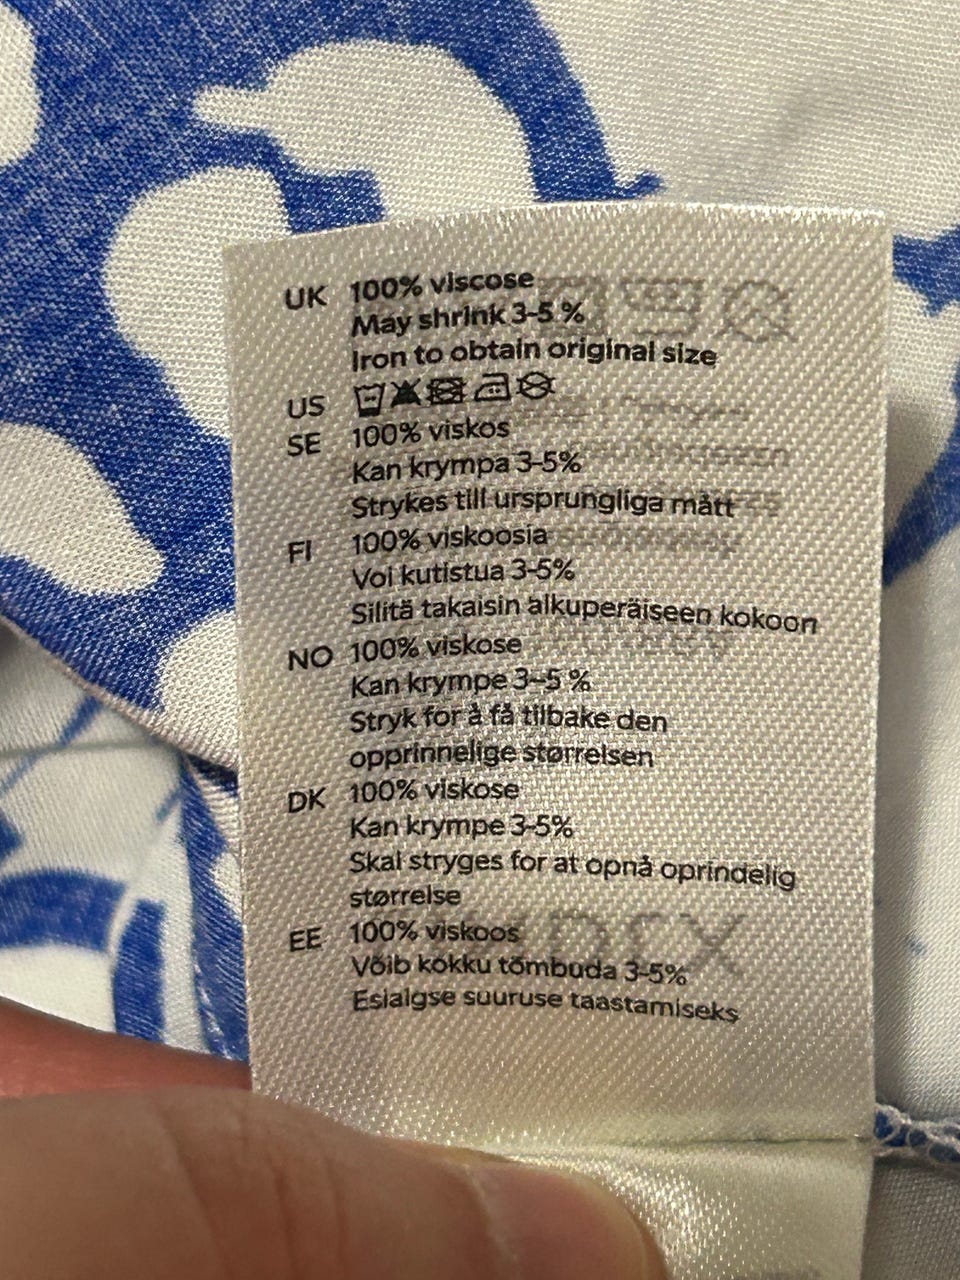 UK 100% viscose
May shrink 3-5 %
Iron to obtain original size
US
SE 100% viskos
Kan krympa 3-5%
Strykes till ursprungliga mått
FI 100% viskoosia
Voi kutistua 3-5%
Silitä takaisin alkuperäiseen kokoon
NO 100% viskose
Kan krympe 3–5 %
Stryk for å få tilbake den
opprinnelige størrelsen
DK 100% viskose
Kan krympe 3-5%
Skal stryges for at opnå oprindelig
størrelse
EE 100% viskoos
Võib kokku tõmbuda 3-5%
Esialgse suuruse taastamiseks